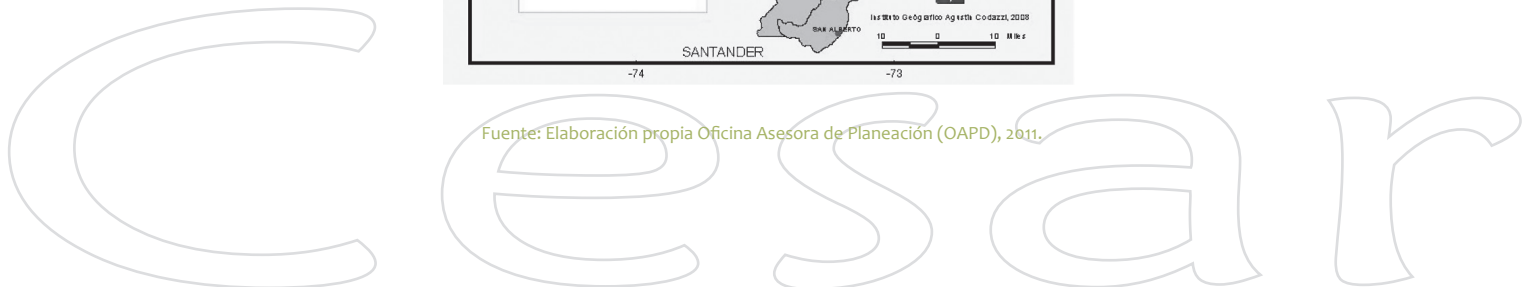 Instituto Geográfico Agustín Codazzi, 2008
SAN ALBERTO
10 0 10 Miles
SANTANDER
-74 -73
Fuente: Elaboración propia Oficina Asesora de Planeación (OAPD), 2011.
Cesar